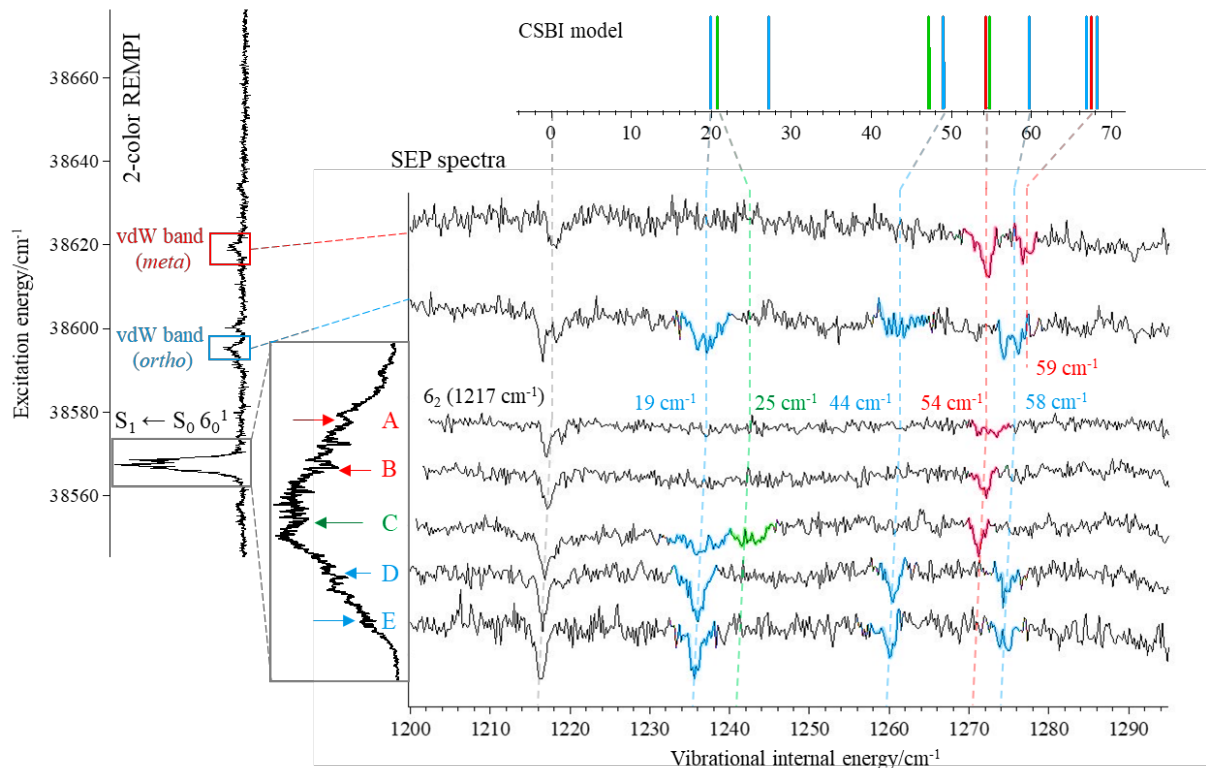 CSBI model
0 10 20 30 40 50 60 70
SEP spectra
2-color REMPI
Excitation energy/cm-1
38660
38640
38620
38600
38580
38560
vdW band
(meta)
vdW band
(ortho)
S1 ← S0 6₀¹
A
B
C
D
E
59 cm-1
6₂ (1217 cm-1) 19 cm-1 25 cm-1 44 cm-1 54 cm-1 58 cm-1
1200 1210 1220 1230 1240 1250 1260 1270 1280 1290
Vibrational internal energy/cm-1